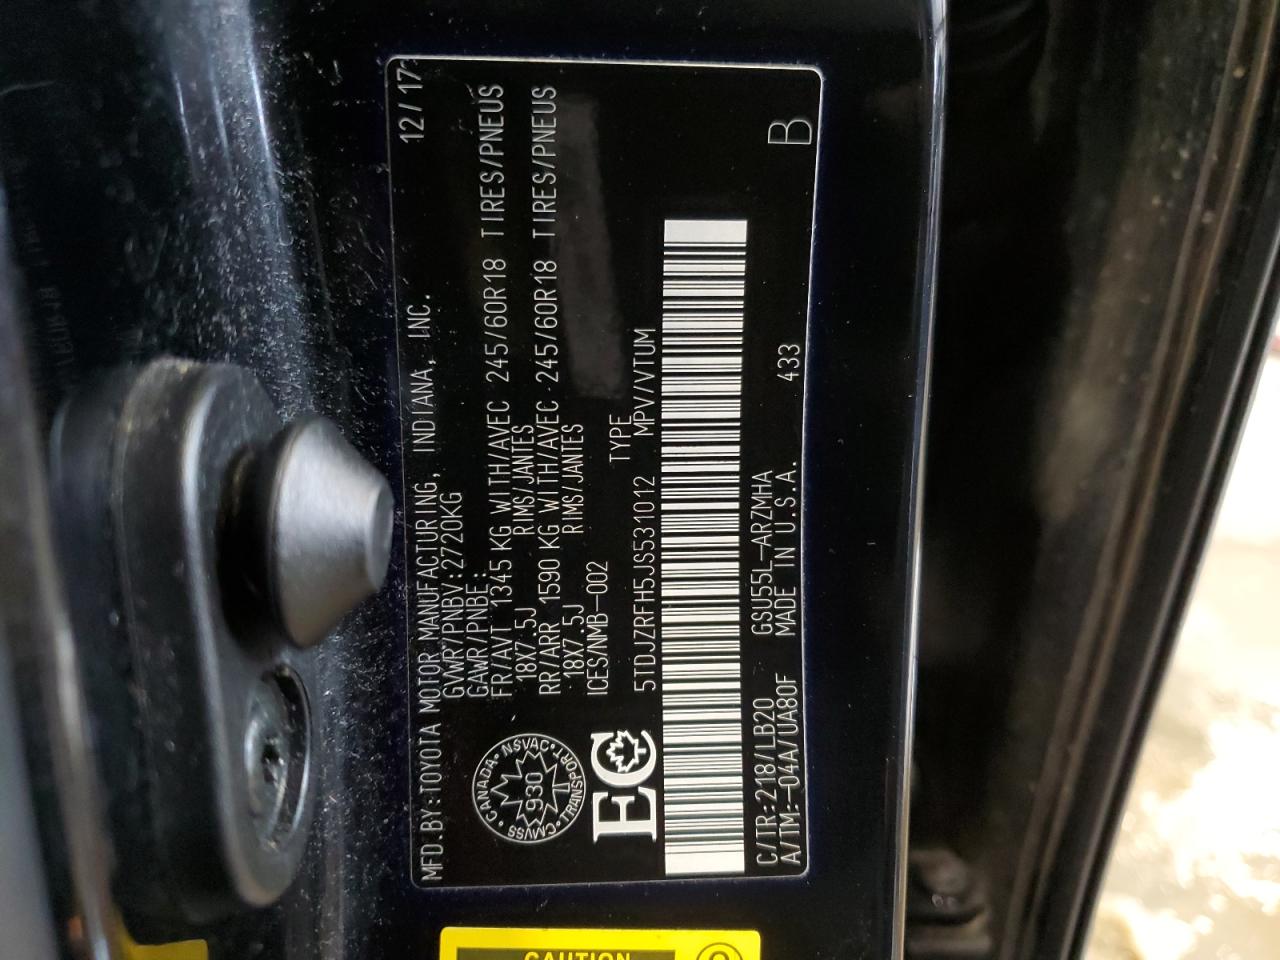 MFD. BY:TOYOTA MOTOR MANUFACTURING, INDIANA, INC. 12/17
GVWR/PNBV:2720KG
GAWR/PNBE:
FR/AV1 1345 KG WITH/AVEC 245/60R18 TIRES/PNEUS
18X7.5J RIMS/JANTES
RR/ARR 1590 KG WITH/AVEC 245/60R18 TIRES/PNEUS
18X7.5J RIMS/JANTES
ICES/NMB-002
CANADA • NSVAC • TRANSPORT • CMVSS •
930
EC
TYPE
5TDJZRFH5JS531012 MPV/VTUM
C/TR:218/LB20 GSU55L-ARZMHA
A/TM:-04A/UA80F MADE IN U.S.A. 433
B
CAUTION